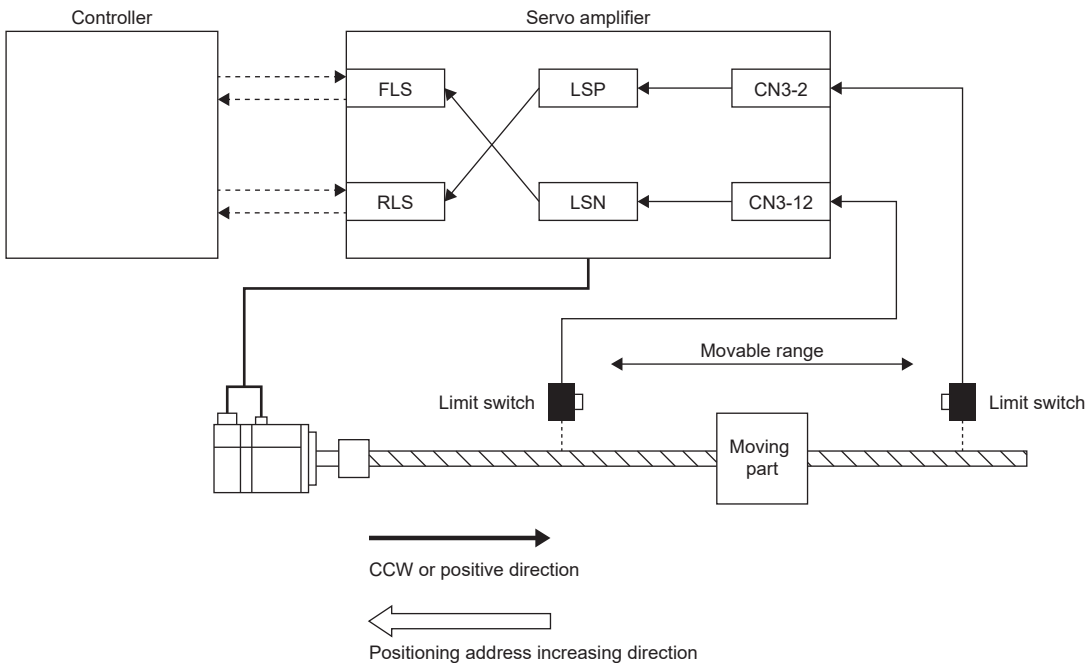 Controller
Servo amplifier
FLS
LSP
CN3-2
RLS
LSN
CN3-12
Movable range
Limit switch
Limit switch
Moving
part
CCW or positive direction
Positioning address increasing direction